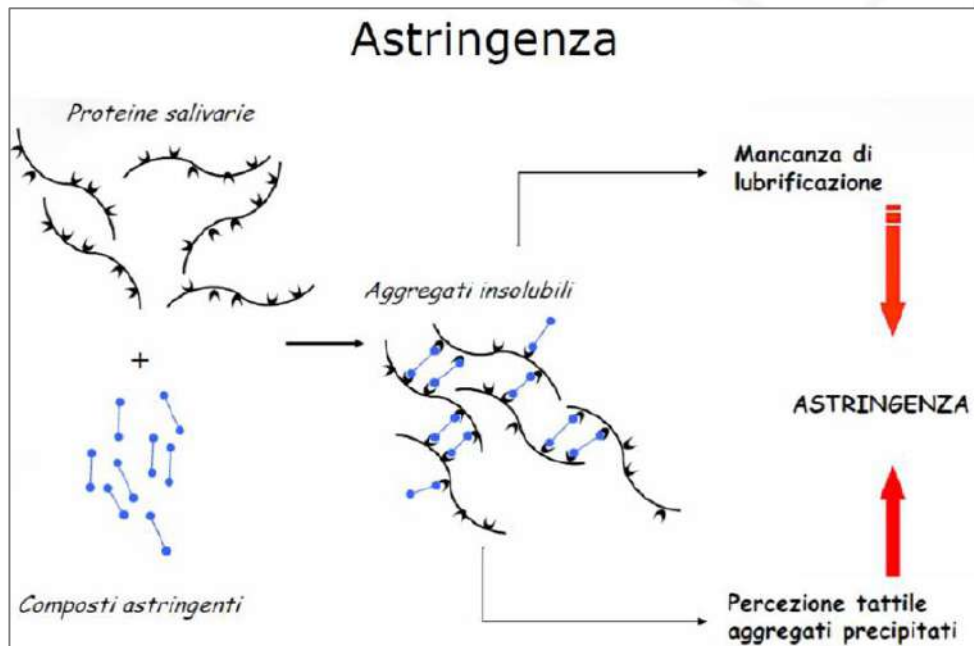 Astringenza
Proteine salivarie
Mancanza di
lubrificazione
Aggregati insolubili
+
ASTRINGENZA
Composti astringenti
Percezione tattile
aggregati precipitati